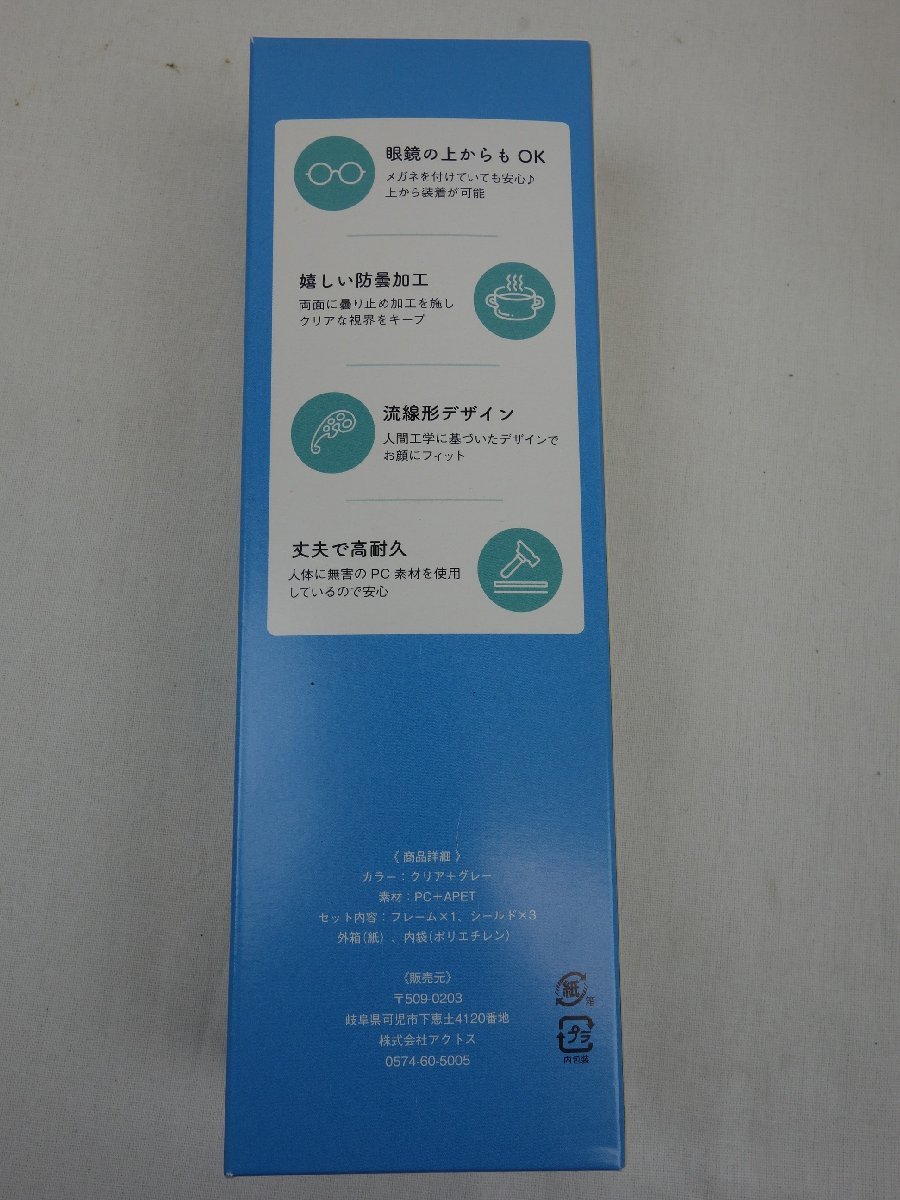 眼鏡の上からも OK
メガネを付けていても安心♪
上から装着が可能
嬉しい防曇加工
両面に曇り止め加工を施し
クリアな視界をキープ
流線形デザイン
人間工学に基づいたデザインで
お顔にフィット
丈夫で高耐久
人体に無害の PC 素材を使用
しているので安心
《 商品詳細 》
カラー：クリア＋グレー
素材：PC＋APET
セット内容：フレーム×1、シールド×3
外箱(紙) 、内袋(ポリエチレン)
《販売元》
〒509-0203
岐阜県可児市下恵土4120番地
株式会社アクトス
0574-60-5005
紙
プラ
内包装